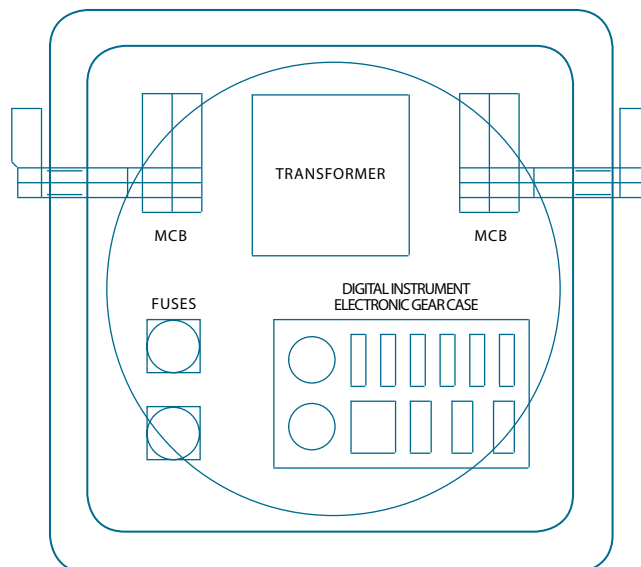 TRANSFORMER
MCB
MCB
DIGITAL INSTRUMENT
ELECTRONIC GEAR CASE
FUSES